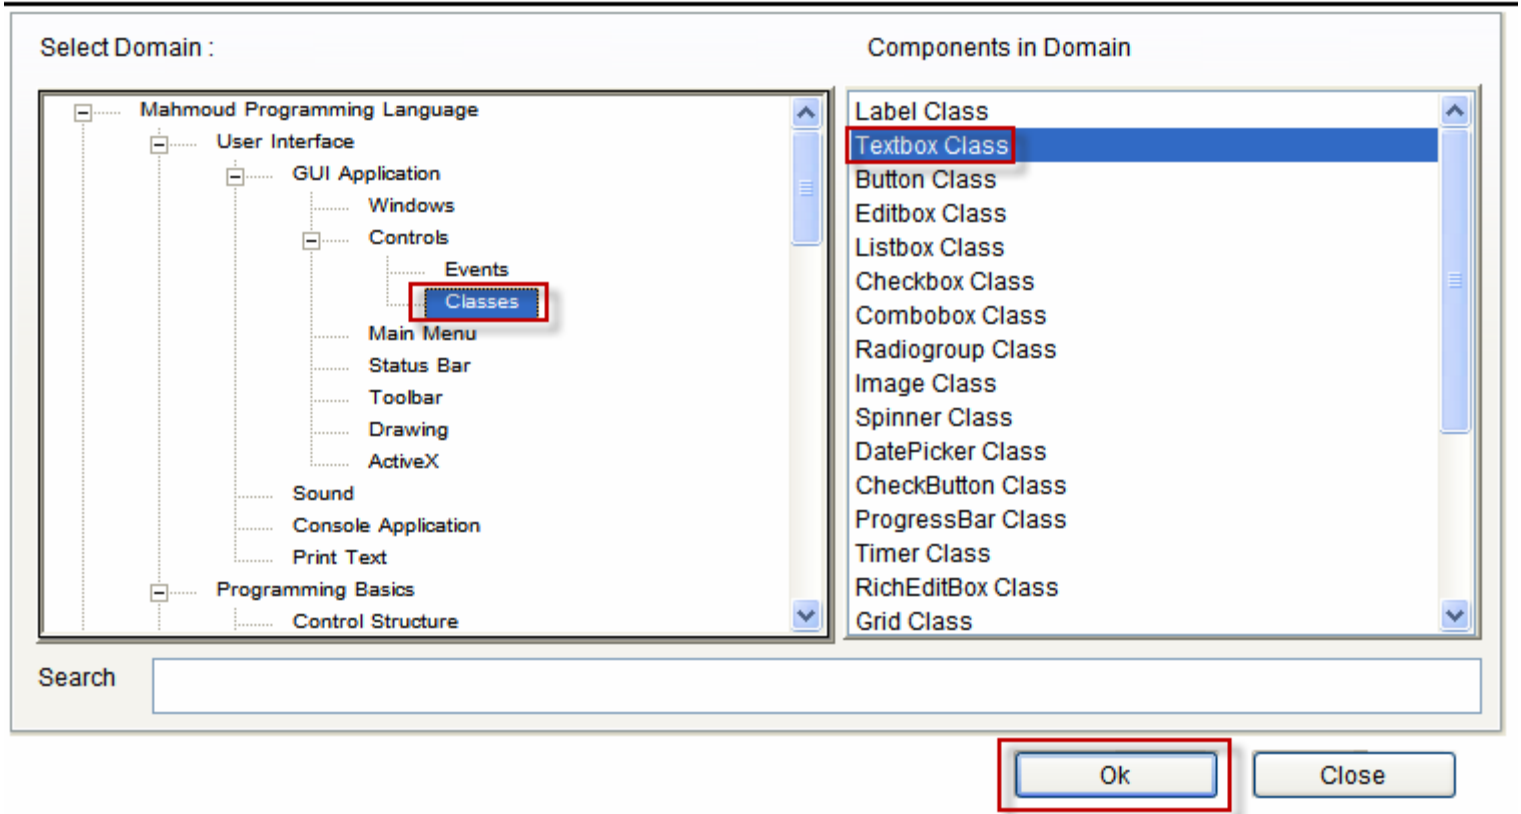 Select Domain :
Components in Domain
Mahmoud Programming Language
User Interface
GUI Application
Windows
Controls
Events
Classes
Main Menu
Status Bar
Toolbar
Drawing
ActiveX
Sound
Console Application
Print Text
Programming Basics
Control Structure
Label Class
Textbox Class
Button Class
Editbox Class
Listbox Class
Checkbox Class
Combobox Class
Radiogroup Class
Image Class
Spinner Class
DatePicker Class
CheckButton Class
ProgressBar Class
Timer Class
RichEditBox Class
Grid Class
Search
Ok
Close